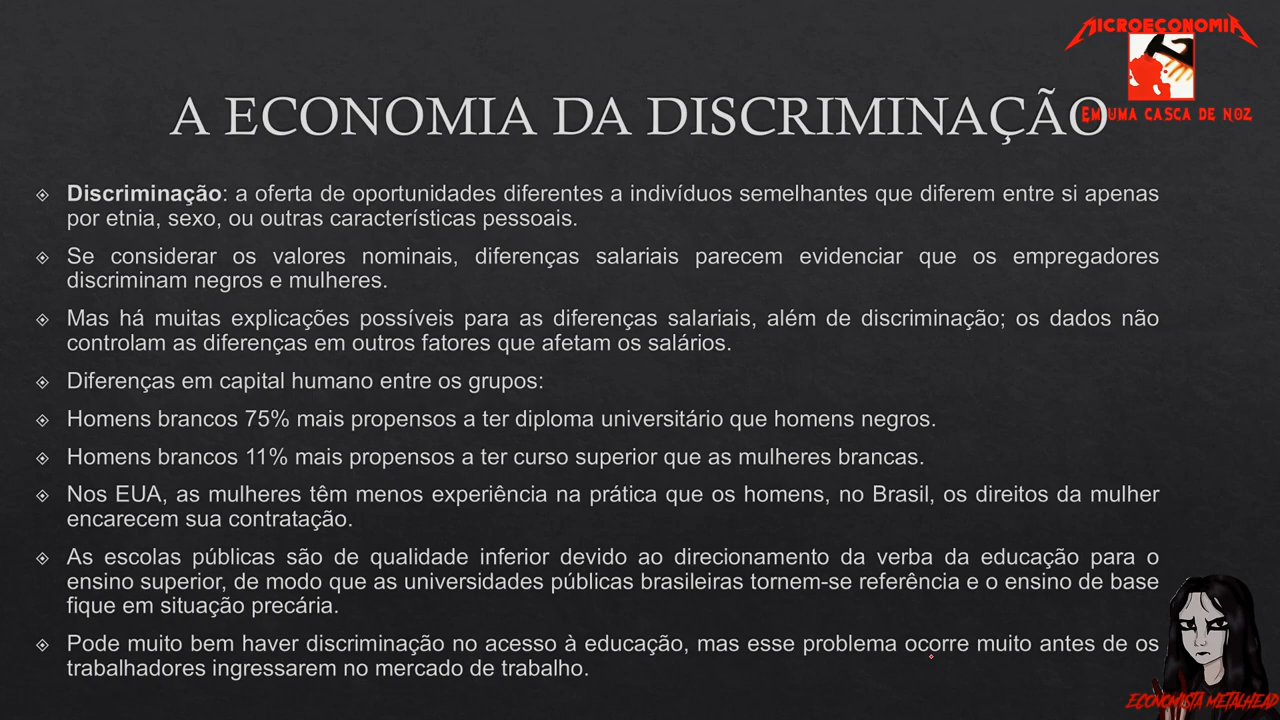 MICROECONOMIA
EM UMA CASCA DE NOZ
A ECONOMIA DA DISCRIMINAÇÃO
Discriminação: a oferta de oportunidades diferentes a indivíduos semelhantes que diferem entre si apenas
por etnia, sexo, ou outras características pessoais.
Se considerar os valores nominais, diferenças salariais parecem evidenciar que os empregadores
discriminam negros e mulheres.
Mas há muitas explicações possíveis para as diferenças salariais, além de discriminação; os dados não
controlam as diferenças em outros fatores que afetam os salários.
Diferenças em capital humano entre os grupos:
Homens brancos 75% mais propensos a ter diploma universitário que homens negros.
Homens brancos 11% mais propensos a ter curso superior que as mulheres brancas.
Nos EUA, as mulheres têm menos experiência na prática que os homens, no Brasil, os direitos da mulher
encarecem sua contratação.
As escolas públicas são de qualidade inferior devido ao direcionamento da verba da educação para o
ensino superior, de modo que as universidades públicas brasileiras tornem-se referência e o ensino de base
fique em situação precária.
Pode muito bem haver discriminação no acesso à educação, mas esse problema ocorre muito antes de os
trabalhadores ingressarem no mercado de trabalho.
ECONOMISTA METALHEAD